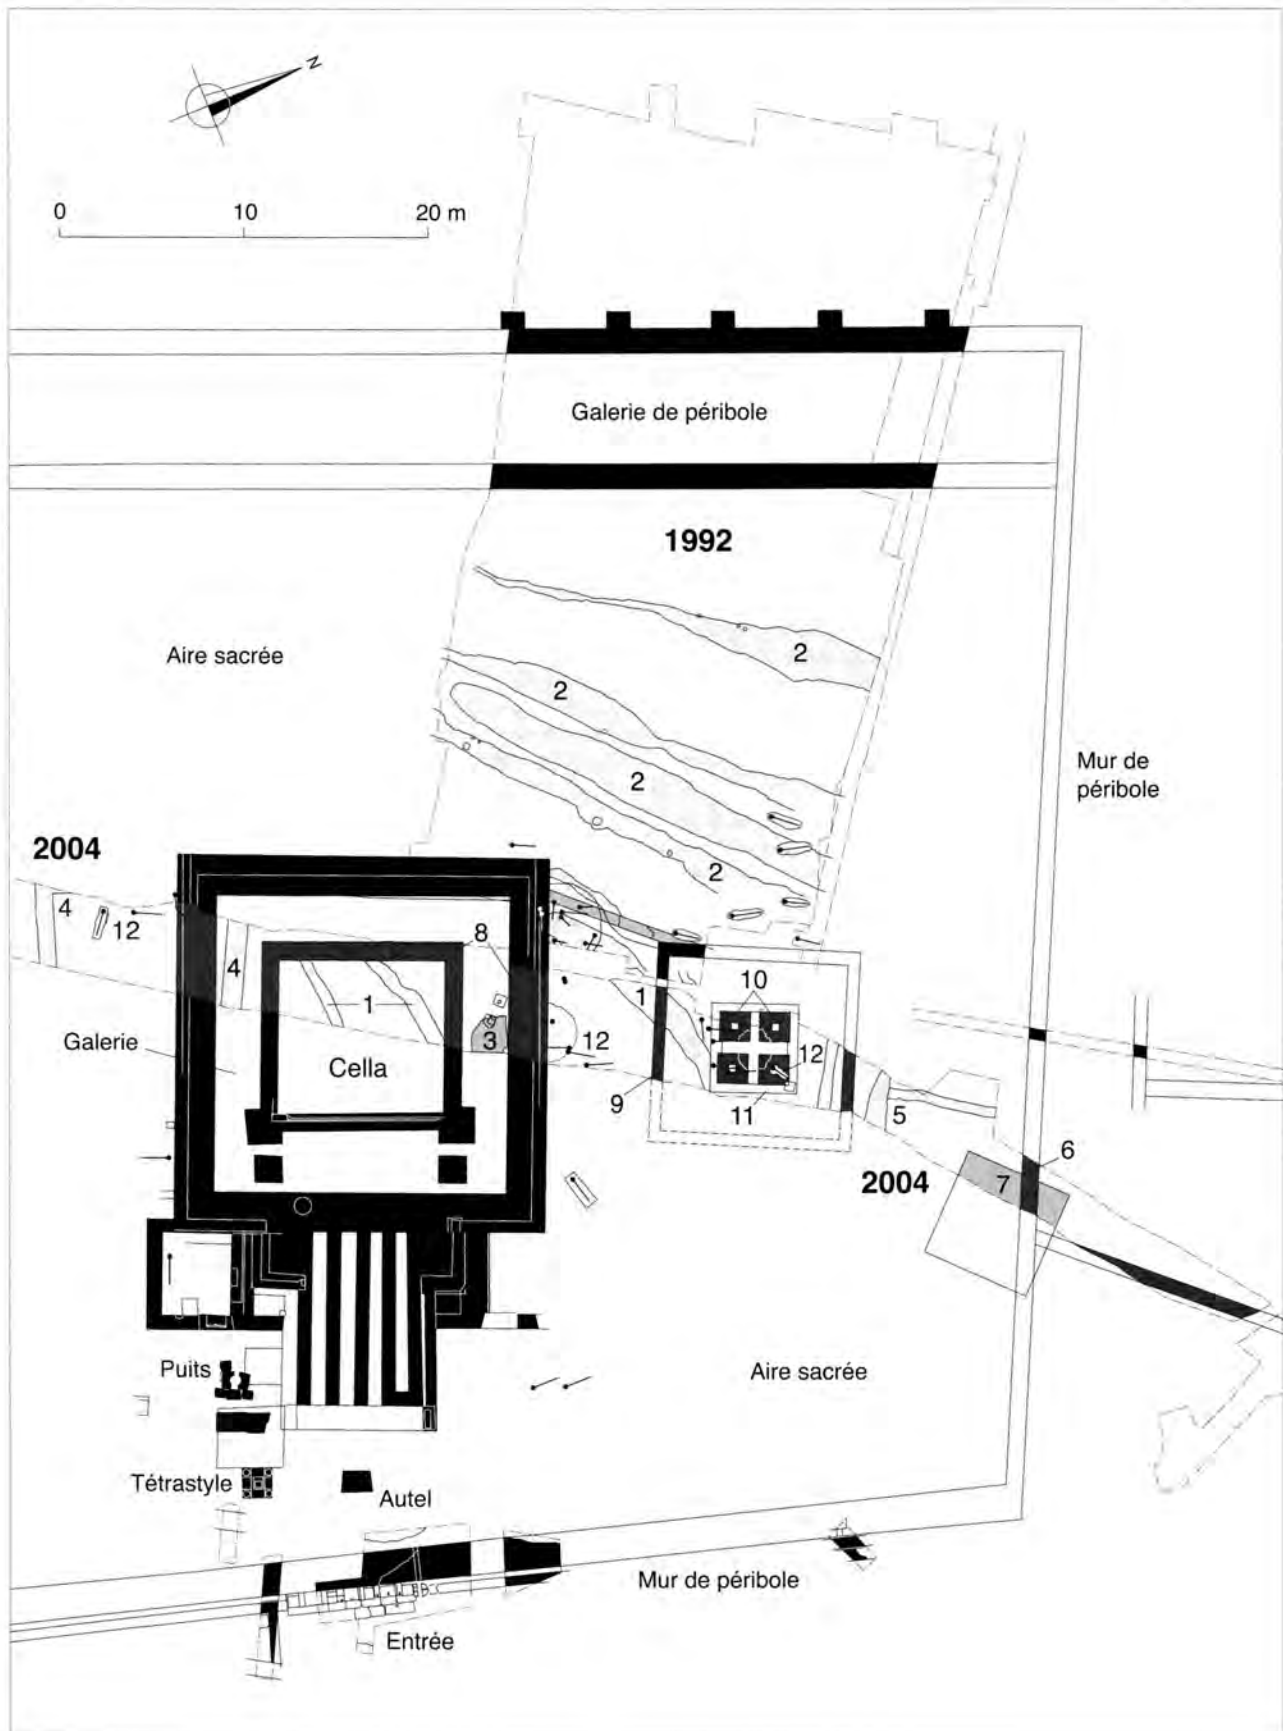 N
0 10 20 m
Galerie de péribole
1992
2
Aire sacrée
2
2
Mur de
péribole
2004
2
4
12
4
8
1
1
10
3
12
12
Galerie
Cella
9
11
5
6
2004
7
Puits
Aire sacrée
Tétrastyle
Autel
Mur de péribole
Entrée